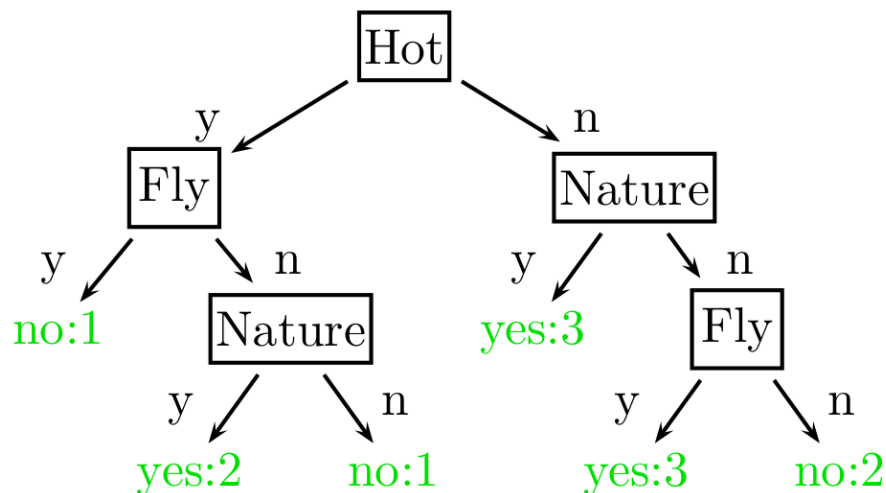 Hot
y
n
Fly
Nature
y
n
y
n
no:1
Nature
yes:3
Fly
y
n
y
n
yes:2
no:1
yes:3
no:2